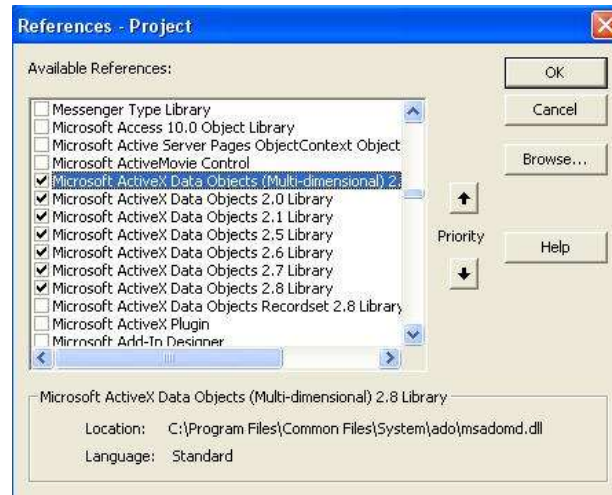 References - Project
Available References:
OK
Messenger Type Library
Microsoft Access 10.0 Object Library
Cancel
Microsoft Active Server Pages ObjectContext Object
Microsoft ActiveMovie Control
Browse...
Microsoft ActiveX Data Objects (Multi-dimensional) 2.
Microsoft ActiveX Data Objects 2.0 Library
Microsoft ActiveX Data Objects 2.1 Library
Microsoft ActiveX Data Objects 2.5 Library
Priority
Help
Microsoft ActiveX Data Objects 2.6 Library
Microsoft ActiveX Data Objects 2.7 Library
Microsoft ActiveX Data Objects 2.8 Library
Microsoft ActiveX Data Objects Recordset 2.8 Library
Microsoft ActiveX Plugin
Microsoft Add-In Designer
Microsoft ActiveX Data Objects (Multi-dimensional) 2.8 Library
Location: C:\Program Files\Common Files\System\ado\msadomd.dll
Language: Standard